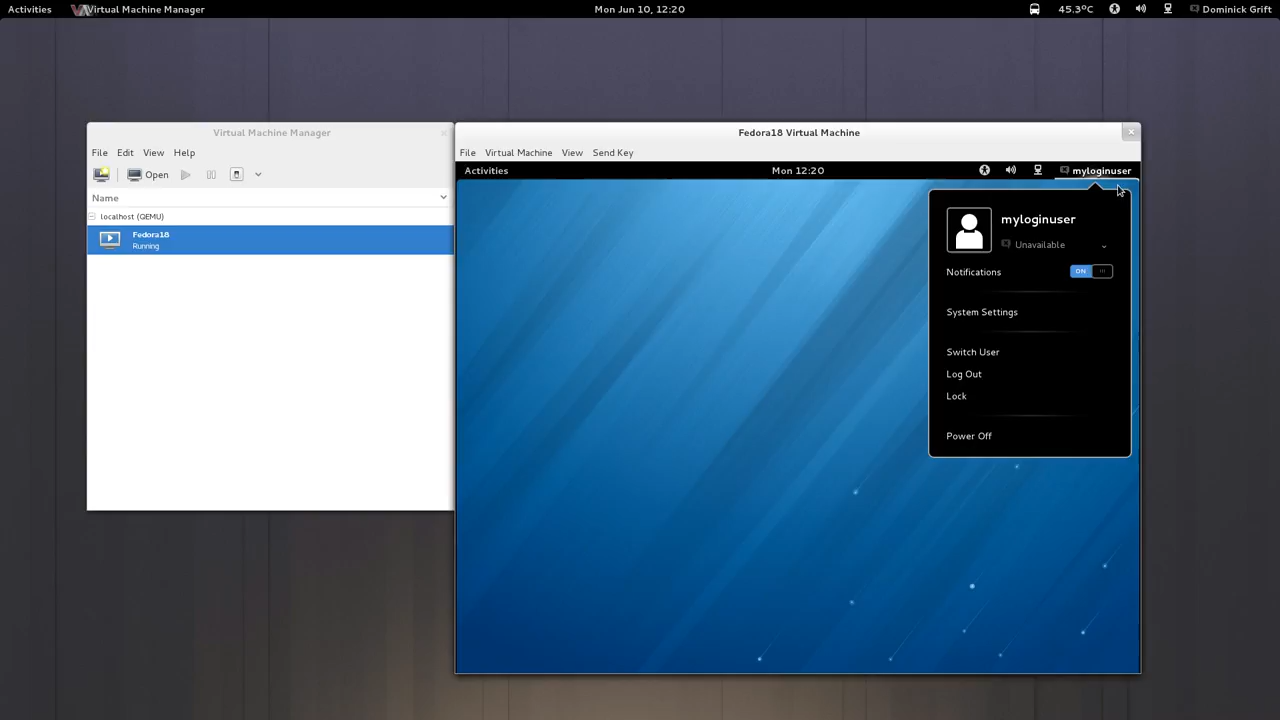 Activities Virtual Machine Manager Mon Jun 10, 12:20 45.3°C Dominick Grift
Virtual Machine Manager
File Edit View Help
Open
Name
localhost (QEMU)
Fedora18
Running
Fedora18 Virtual Machine
File Virtual Machine View Send Key
Activities Mon 12:20 myloginuser
myloginuser
Unavailable
Notifications ON
System Settings
Switch User
Log Out
Lock
Power Off